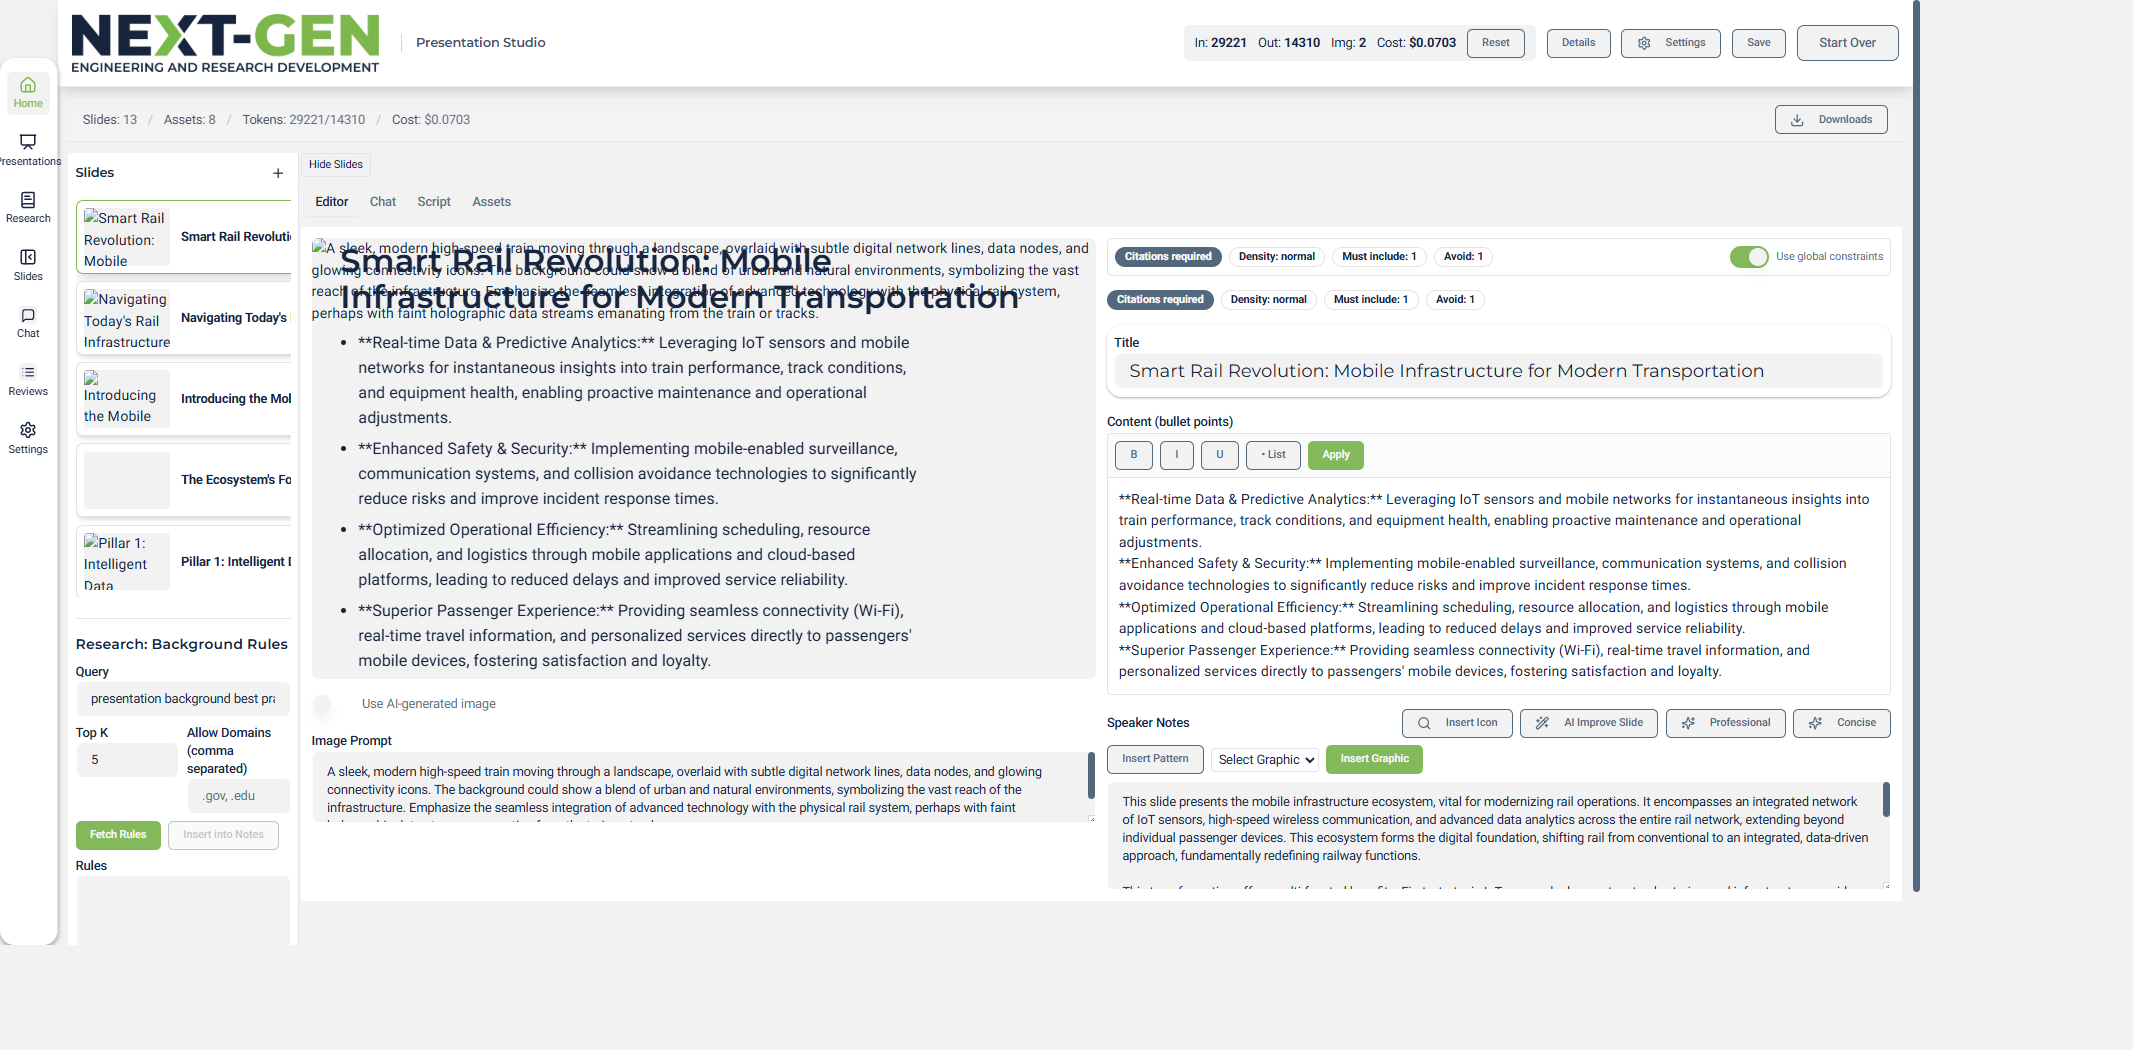 NEXT-GEN
ENGINEERING AND RESEARCH DEVELOPMENT
Presentation Studio
In: 29221 Out: 14310 Img: 2 Cost: $0.0703
Reset
Details
Settings
Save
Start Over
Home
Presentations
Research
Slides
Chat
Reviews
Settings
Slides: 13 / Assets: 8 / Tokens: 29221/14310 / Cost: $0.0703
Downloads
Slides
+
Smart Rail
Revolution:
Mobile
Smart Rail Revoluti
Navigating
Today's Rail
Infrastructure
Navigating Today's
Introducing
the Mobile
Introducing the Mol
The Ecosystem's Fo
Pillar 1:
Intelligent
Data
Pillar 1: Intelligent
Research: Background Rules
Query
presentation background best pra
Top K
5
Allow Domains
(comma
separated)
.gov, .edu
Fetch Rules
Insert into Notes
Rules
Hide Slides
Editor Chat Script Assets
A sleek, modern high-speed train moving through a landscape, overlaid with subtle digital network lines, data nodes, and
glowing connectivity icons. The background could show a blend of urban and natural environments, symbolizing the vast
reach of the infrastructure. Emphasize the seamless integration of advanced technology with the physical rail system,
perhaps with faint holographic data streams emanating from the train or tracks.
Smart Rail Revolution: Mobile
Infrastructure for Modern Transportation
• **Real-time Data & Predictive Analytics:** Leveraging IoT sensors and mobile
networks for instantaneous insights into train performance, track conditions,
and equipment health, enabling proactive maintenance and operational
adjustments.
• **Enhanced Safety & Security:** Implementing mobile-enabled surveillance,
communication systems, and collision avoidance technologies to significantly
reduce risks and improve incident response times.
• **Optimized Operational Efficiency:** Streamlining scheduling, resource
allocation, and logistics through mobile applications and cloud-based
platforms, leading to reduced delays and improved service reliability.
• **Superior Passenger Experience:** Providing seamless connectivity (Wi-Fi),
real-time travel information, and personalized services directly to passengers'
mobile devices, fostering satisfaction and loyalty.
Use AI-generated image
Image Prompt
A sleek, modern high-speed train moving through a landscape, overlaid with subtle digital network lines, data nodes, and glowing
connectivity icons. The background could show a blend of urban and natural environments, symbolizing the vast reach of the
infrastructure. Emphasize the seamless integration of advanced technology with the physical rail system, perhaps with faint
Citations required Density: normal Must include: 1 Avoid: 1
Use global constraints
Citations required Density: normal Must include: 1 Avoid: 1
Title
Smart Rail Revolution: Mobile Infrastructure for Modern Transportation
Content (bullet points)
B I U • List Apply
**Real-time Data & Predictive Analytics:** Leveraging IoT sensors and mobile networks for instantaneous insights into
train performance, track conditions, and equipment health, enabling proactive maintenance and operational
adjustments.
**Enhanced Safety & Security:** Implementing mobile-enabled surveillance, communication systems, and collision
avoidance technologies to significantly reduce risks and improve incident response times.
**Optimized Operational Efficiency:** Streamlining scheduling, resource allocation, and logistics through mobile
applications and cloud-based platforms, leading to reduced delays and improved service reliability.
**Superior Passenger Experience:** Providing seamless connectivity (Wi-Fi), real-time travel information, and
personalized services directly to passengers' mobile devices, fostering satisfaction and loyalty.
Speaker Notes
Insert Icon
AI Improve Slide
Professional
Concise
Insert Pattern
Select Graphic
Insert Graphic
This slide presents the mobile infrastructure ecosystem, vital for modernizing rail operations. It encompasses an integrated network
of IoT sensors, high-speed wireless communication, and advanced data analytics across the entire rail network, extending beyond
individual passenger devices. This ecosystem forms the digital foundation, shifting rail from conventional to an integrated, data-driven
approach, fundamentally redefining railway functions.